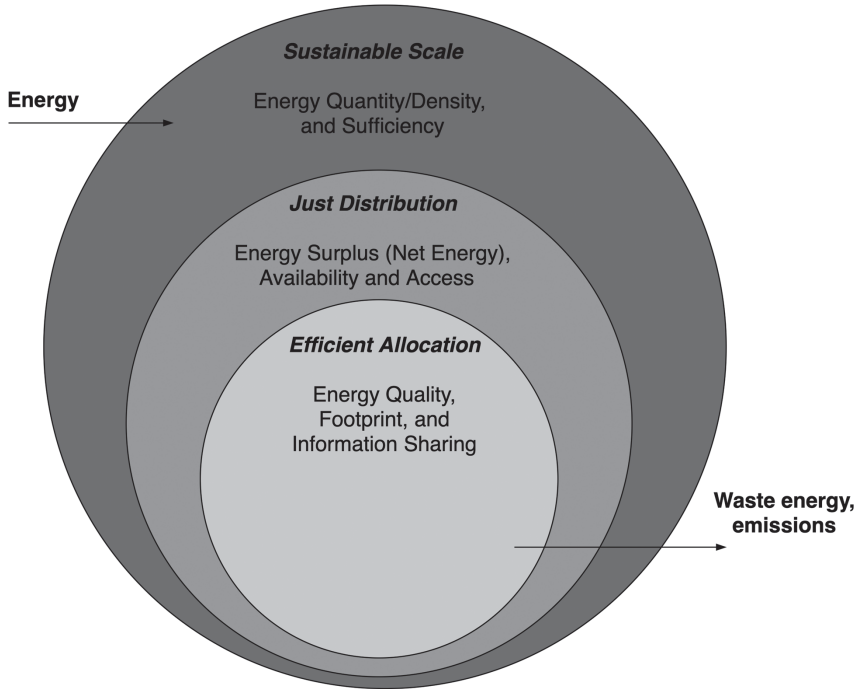 Sustainable Scale
Energy
Energy Quantity/Density,
and Sufficiency
Just Distribution
Energy Surplus (Net Energy),
Availability and Access
Efficient Allocation
Energy Quality,
Footprint, and
Information Sharing
Waste energy,
emissions